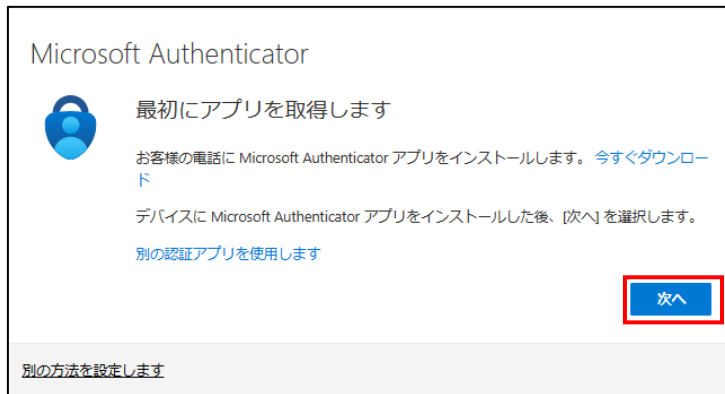 Microsoft Authenticator
最初にアプリを取得します
お客様の電話に Microsoft Authenticator アプリをインストールします。 今すぐダウンロー
ド
デバイスに Microsoft Authenticator アプリをインストールした後、[次へ] を選択します。
別の認証アプリを使用します
次へ
別の方法を設定します